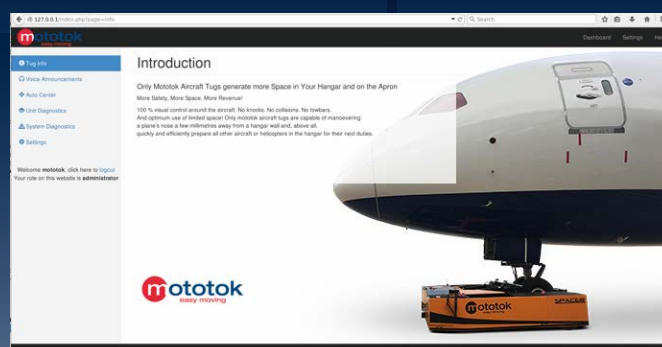 127.0.0.1/index.php?page=info
Search
mototok
easy moving
Dashboard Settings
Tug info
Voice Announcements
Auto Center
Unit Diagnostics
System Diagnostics
Settings
Welcome mototok, click here to logout
Your role on this website is administrator
Introduction
Only Mototok Aircraft Tugs generate more Space in Your Hangar and on the Apron
More Safety, More Space, More Revenue!
100 % visual control around the aircraft. No knocks. No collisions. No towbars.
And optimum use of limited space! Only mototok aircraft tugs are capable of manoevering
a plane's nose a few millimetres away from a hangar wall and, above all,
quickly and efficiently prepare all other aircraft or helicopters in the hangar for their next duties.
mototok
easy moving
mototok
SPACER